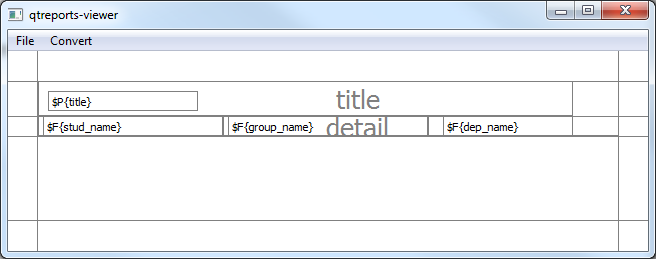 qtreports-viewer
File Convert
$P{title} title
$F{stud_name} $F{group_name} detail $F{dep_name}